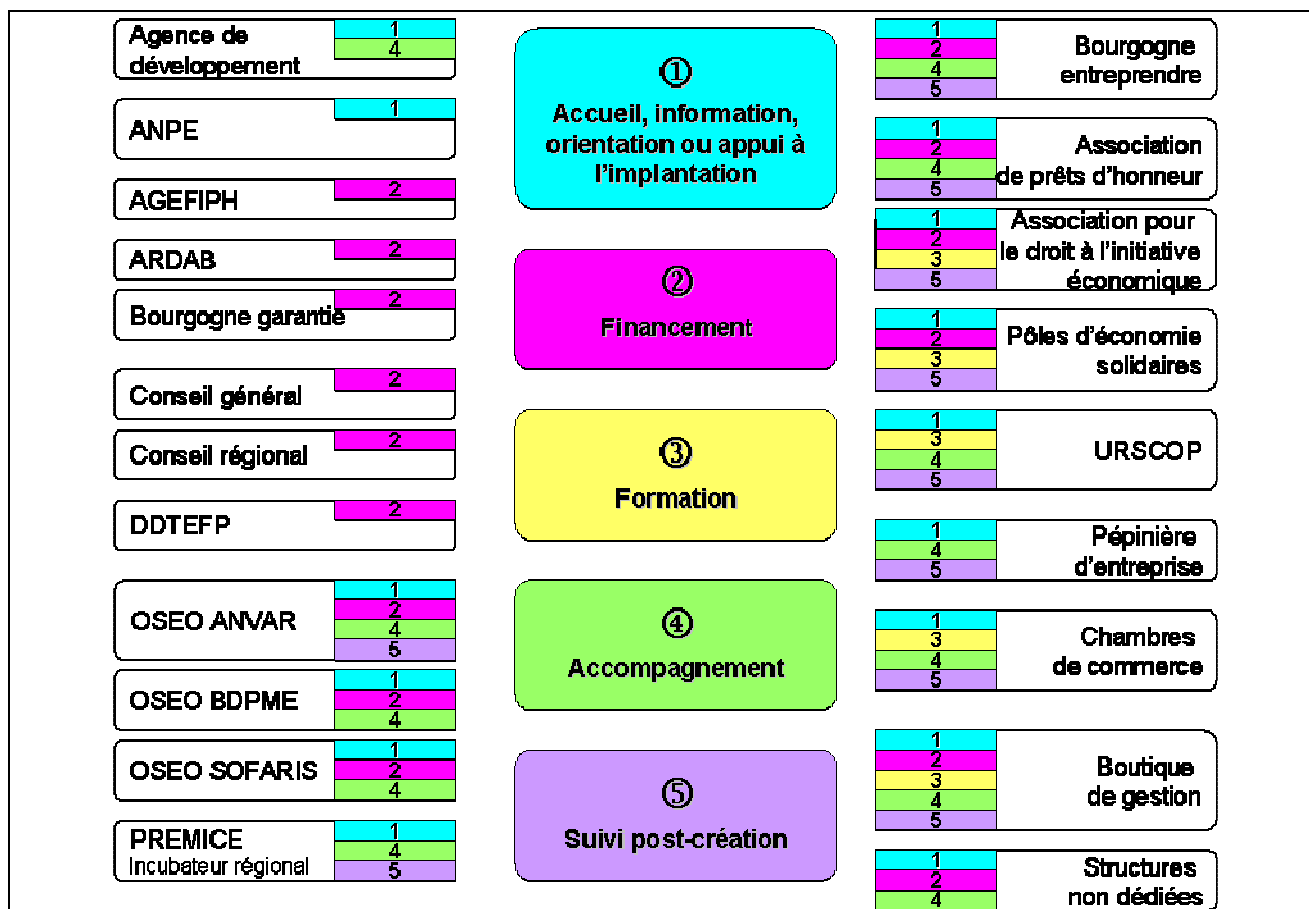 Agence de
développement
1
4
ANPE
1
AGEFIPH
2
ARDAB
2
Bourgogne garantie
2
Conseil général
2
Conseil régional
2
DDTEFP
2
OSEO ANVAR
1
2
4
5
OSEO BDPME
1
2
4
OSEO SOFARIS
1
2
4
PREMICE
Incubateur régional
1
4
5
①
Accueil, information,
orientation ou appui à
l'implantation
②
Financement
③
Formation
④
Accompagnement
⑤
Suivi post-création
1
2
4
5
Bourgogne
entreprendre
1
2
4
5
Association
de prêts d'honneur
1
2
3
5
Association pour
le droit à l'initiative
économique
1
2
3
5
Pôles d'économie
solidaires
1
3
4
5
URSCOP
1
4
5
Pépinière
d'entreprise
1
3
4
5
Chambres
de commerce
1
2
3
4
5
Boutique
de gestion
1
2
4
Structures
non dédiées